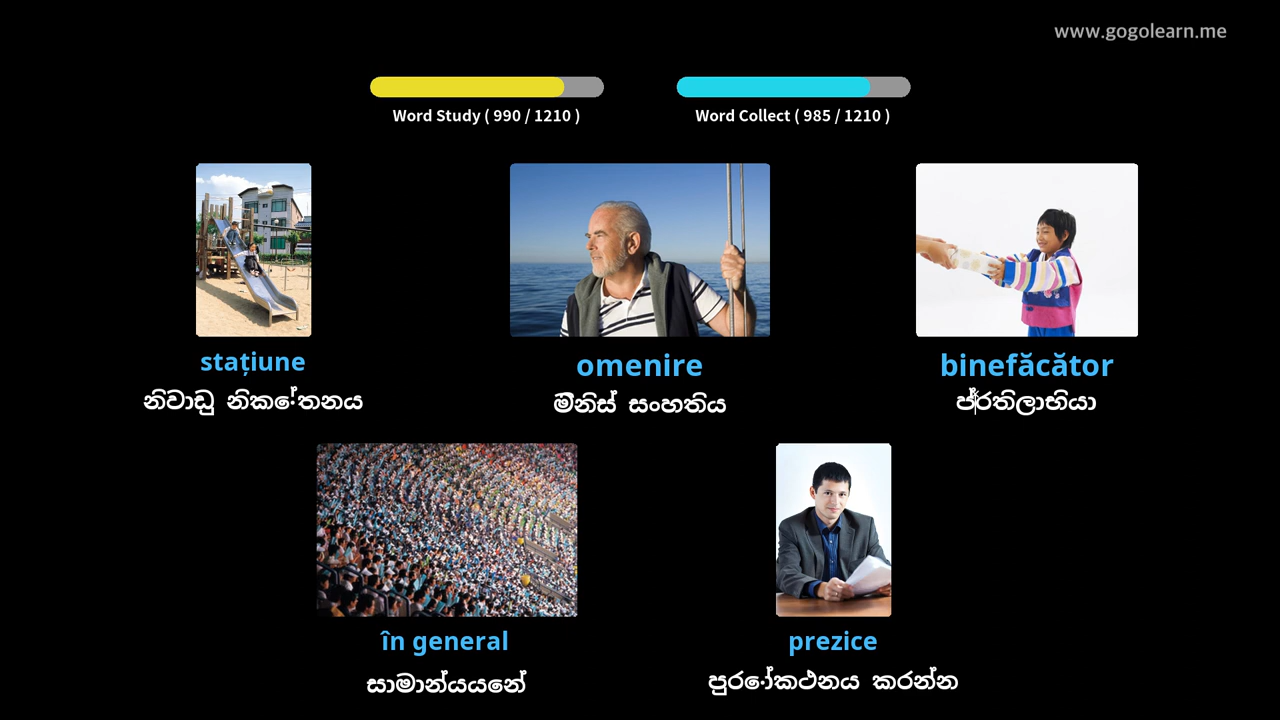 www.gogolearn.me
Word Study ( 990 / 1210 )
Word Collect ( 985 / 1210 )
stațiune
නිවාඩු නිකේතනය
omenire
මිනිස් සංහතිය
binefăcător
ප්රතිලාභියා
în general
සාමාන්යයනේ
prezice
පුරෝකථනය කරන්න